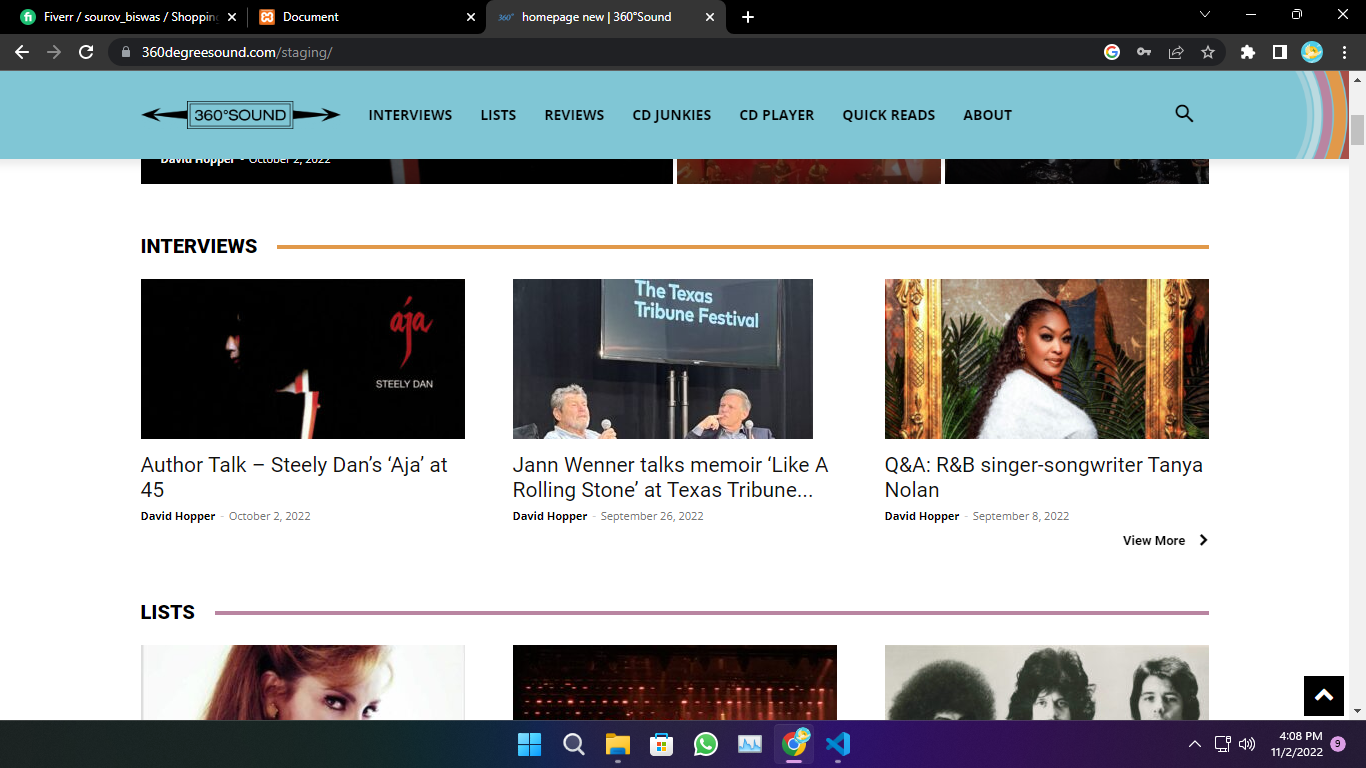 Fiverr / sourov_biswas / Shopping
Document
360° homepage new | 360°Sound
360degreesound.com/staging/
360°SOUND
INTERVIEWS LISTS REVIEWS CD JUNKIES CD PLAYER QUICK READS ABOUT
David Hopper - October 2, 2022
INTERVIEWS
aja
STEELY DAN
The Texas
Tribune Festival
Author Talk – Steely Dan’s ‘Aja’ at
45
David Hopper - October 2, 2022
Jann Wenner talks memoir ‘Like A
Rolling Stone’ at Texas Tribune...
David Hopper - September 26, 2022
Q&A: R&B singer-songwriter Tanya
Nolan
David Hopper - September 8, 2022
View More
LISTS
4:08 PM
11/2/2022
9